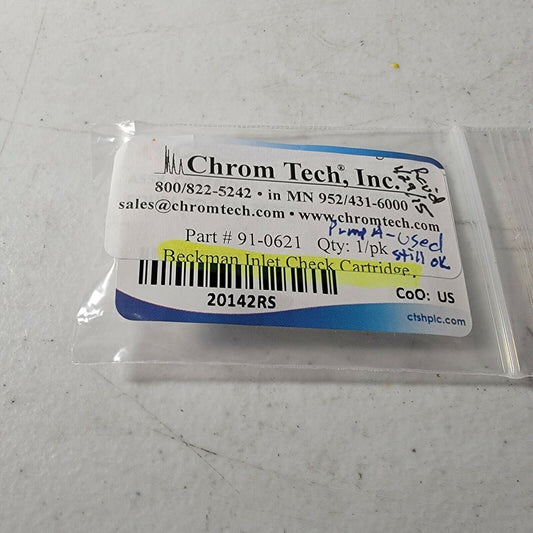 Chrom Tech, Inc.®
800/822-5242 • in MN 952/431-6000
sales@chromtech.com • www.chromtech.com
Pump A - used
still ok
Part # 91-0621 Qty: 1/pk
Beckman Inlet Check Cartridge.
20142RS
CoO: US
ctshplc.com